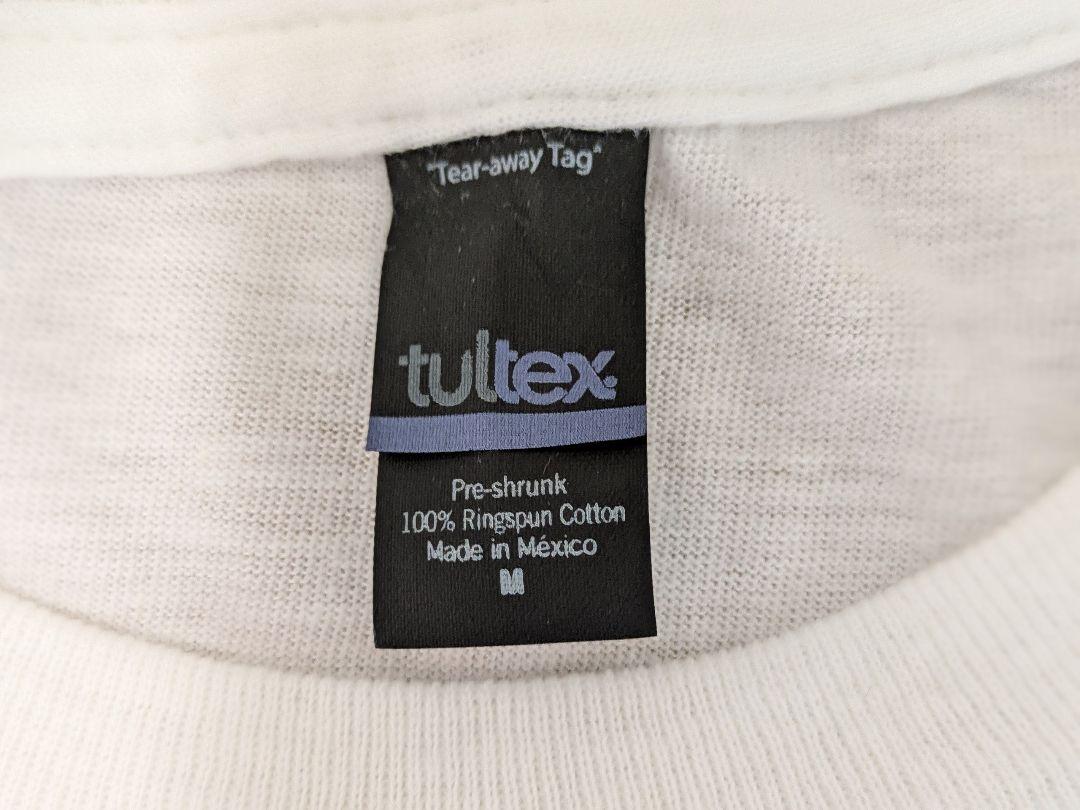 "Tear-away Tag"
tultex
Pre-shrunk
100% Ringspun Cotton
Made in México
M